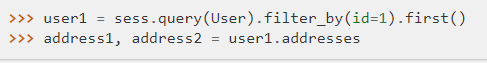 >>> user1 = sess.query(User).filter_by(id=1).first()
>>> address1, address2 = user1.addresses